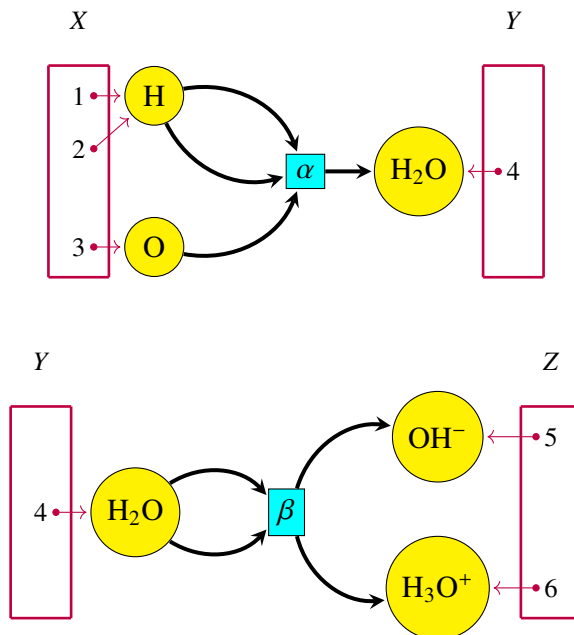 X Y
1 H
2
α H₂O 4
3 O
Y Z
OH⁻ 5
4 H₂O β
H₃O⁺ 6